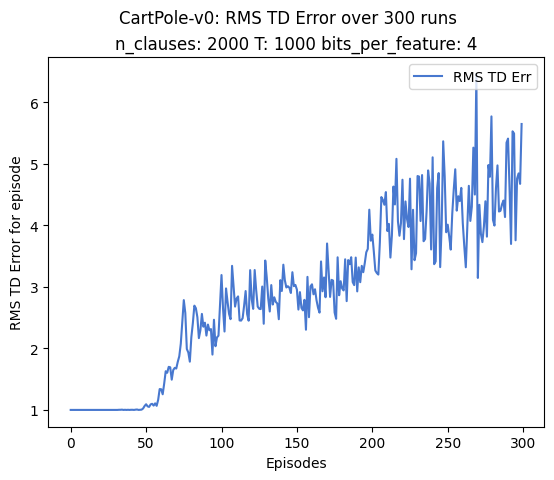 CartPole-v0: RMS TD Error over 300 runs
n_clauses: 2000 T: 1000 bits_per_feature: 4
RMS TD Err
RMS TD Error for episode
6
5
4
3
2
1
0
50
100
150
200
250
300
Episodes